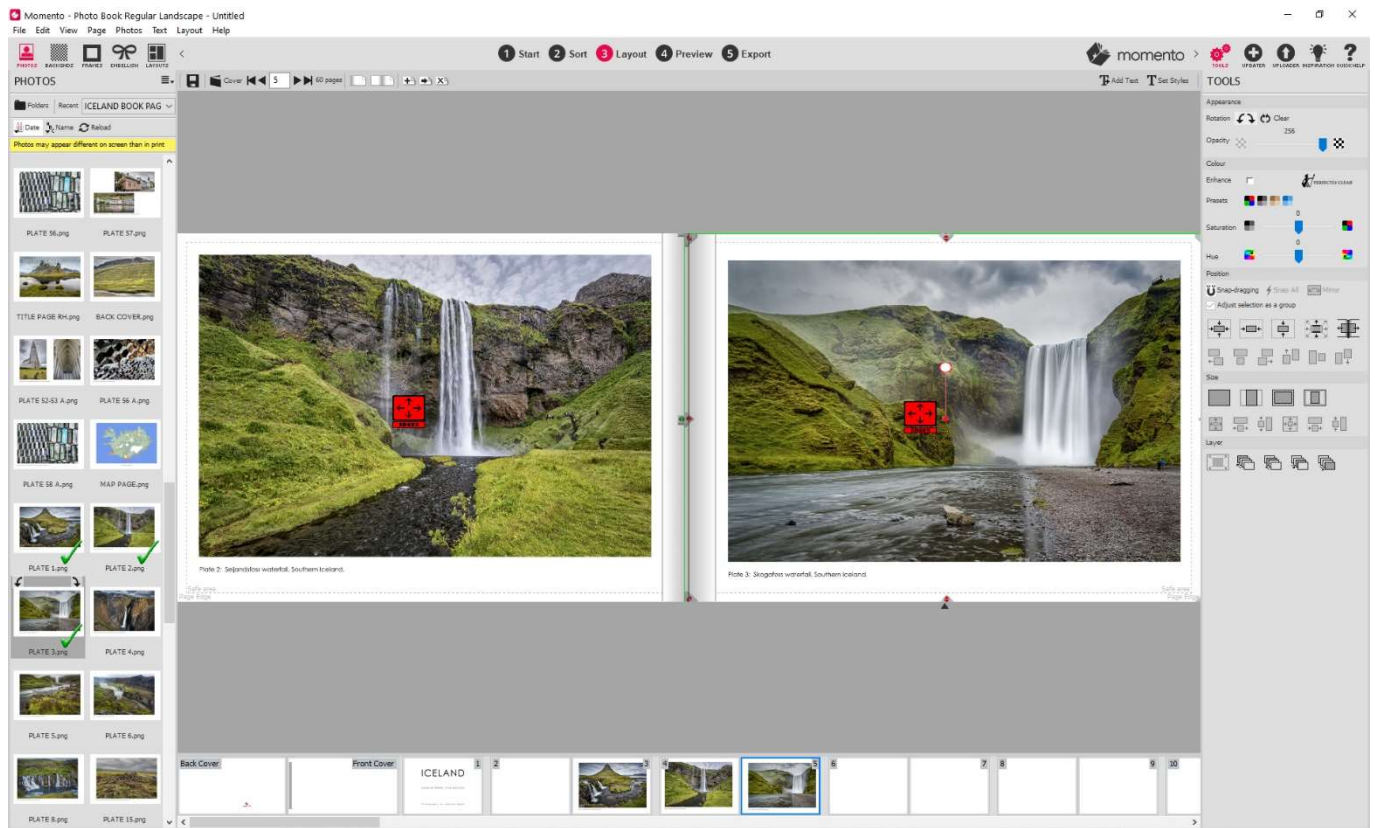 Momento - Photo Book Regular Landscape - Untitled
File Edit View Page Photos Text Layout Help
PHOTOS BACKGRDZ FRAMES EMBELLISH LAYOUTS
1 Start 2 Sort 3 Layout 4 Preview 5 Export
momento
TOOLS UPDATER UPLOADER INSPIRATION GUIDEHELP
PHOTOS
Cover 5 60 pages
Add Text Set Styles
TOOLS
Folders Recent ICELAND BOOK PAG
Date Name Reload
Photos may appear different on screen than in print
PLATE 56.png PLATE 57.png
TITLE PAGE RH.png BACK COVER.png
PLATE 52-53 A.png PLATE 56 A.png
PLATE 58 A.png MAP PAGE.png
PLATE 1.png PLATE 2.png
PLATE 3.png PLATE 4.png
PLATE 5.png PLATE 6.png
PLATE 8.png PLATE 15.png
Plate 2: Seljandsfoss waterfall, Southern Iceland.
Safe area
Page Edge
Plate 3: Skogafoss waterfall, Southern Iceland.
Safe area
Page Edge
Back Cover
Front Cover
ICELAND
1
2
3
4
5
6
7
8
9
10
Appearance
Rotation Clear
256
Opacity
Colour
Enhance PERFECTLY CLEAR
Presets
0
Saturation
0
Hue
Position
Snap-dragging Snap All Mirror
Adjust selection as a group
Size
Layer